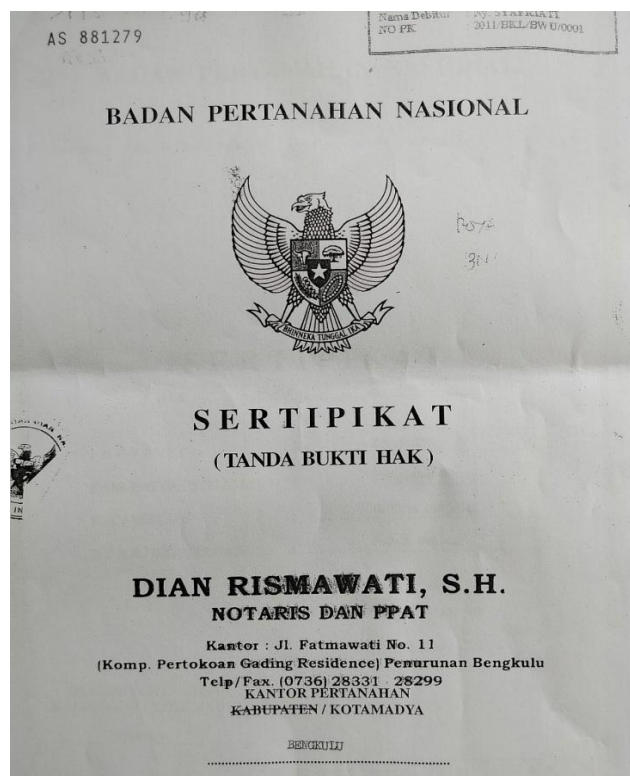 AS 881279
Nama Debitur : Ny. SYAFRIATI
NO PK : 2011/BKL/BWU/0001
BADAN PERTANAHAN NASIONAL
BHINNEKA TUNGGAL IKA
SERTIPIKAT
(TANDA BUKTI HAK)
DIAN RISMAWATI, S.H.
NOTARIS DAN PPAT
Kantor : Jl. Fatmawati No. 11
(Komp. Pertokoan Gading Residence) Penurunan Bengkulu
Telp/Fax. (0736) 28331 - 28299
KANTOR PERTANAHAN
KABUPATEN / KOTAMADYA
BENGKULU